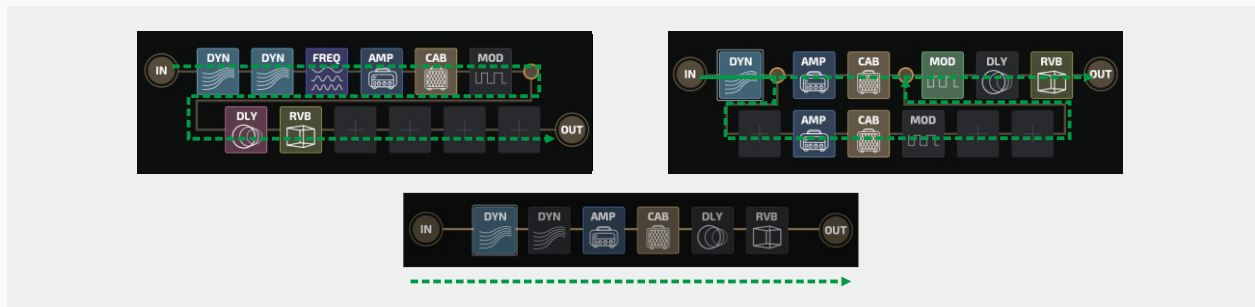 DYN DYN FREQ AMP CAB MOD
IN
DLY RVB
OUT
DYN AMP CAB MOD DLY RVB
IN OUT
AMP CAB MOD
DYN DYN AMP CAB DLY RVB
IN OUT